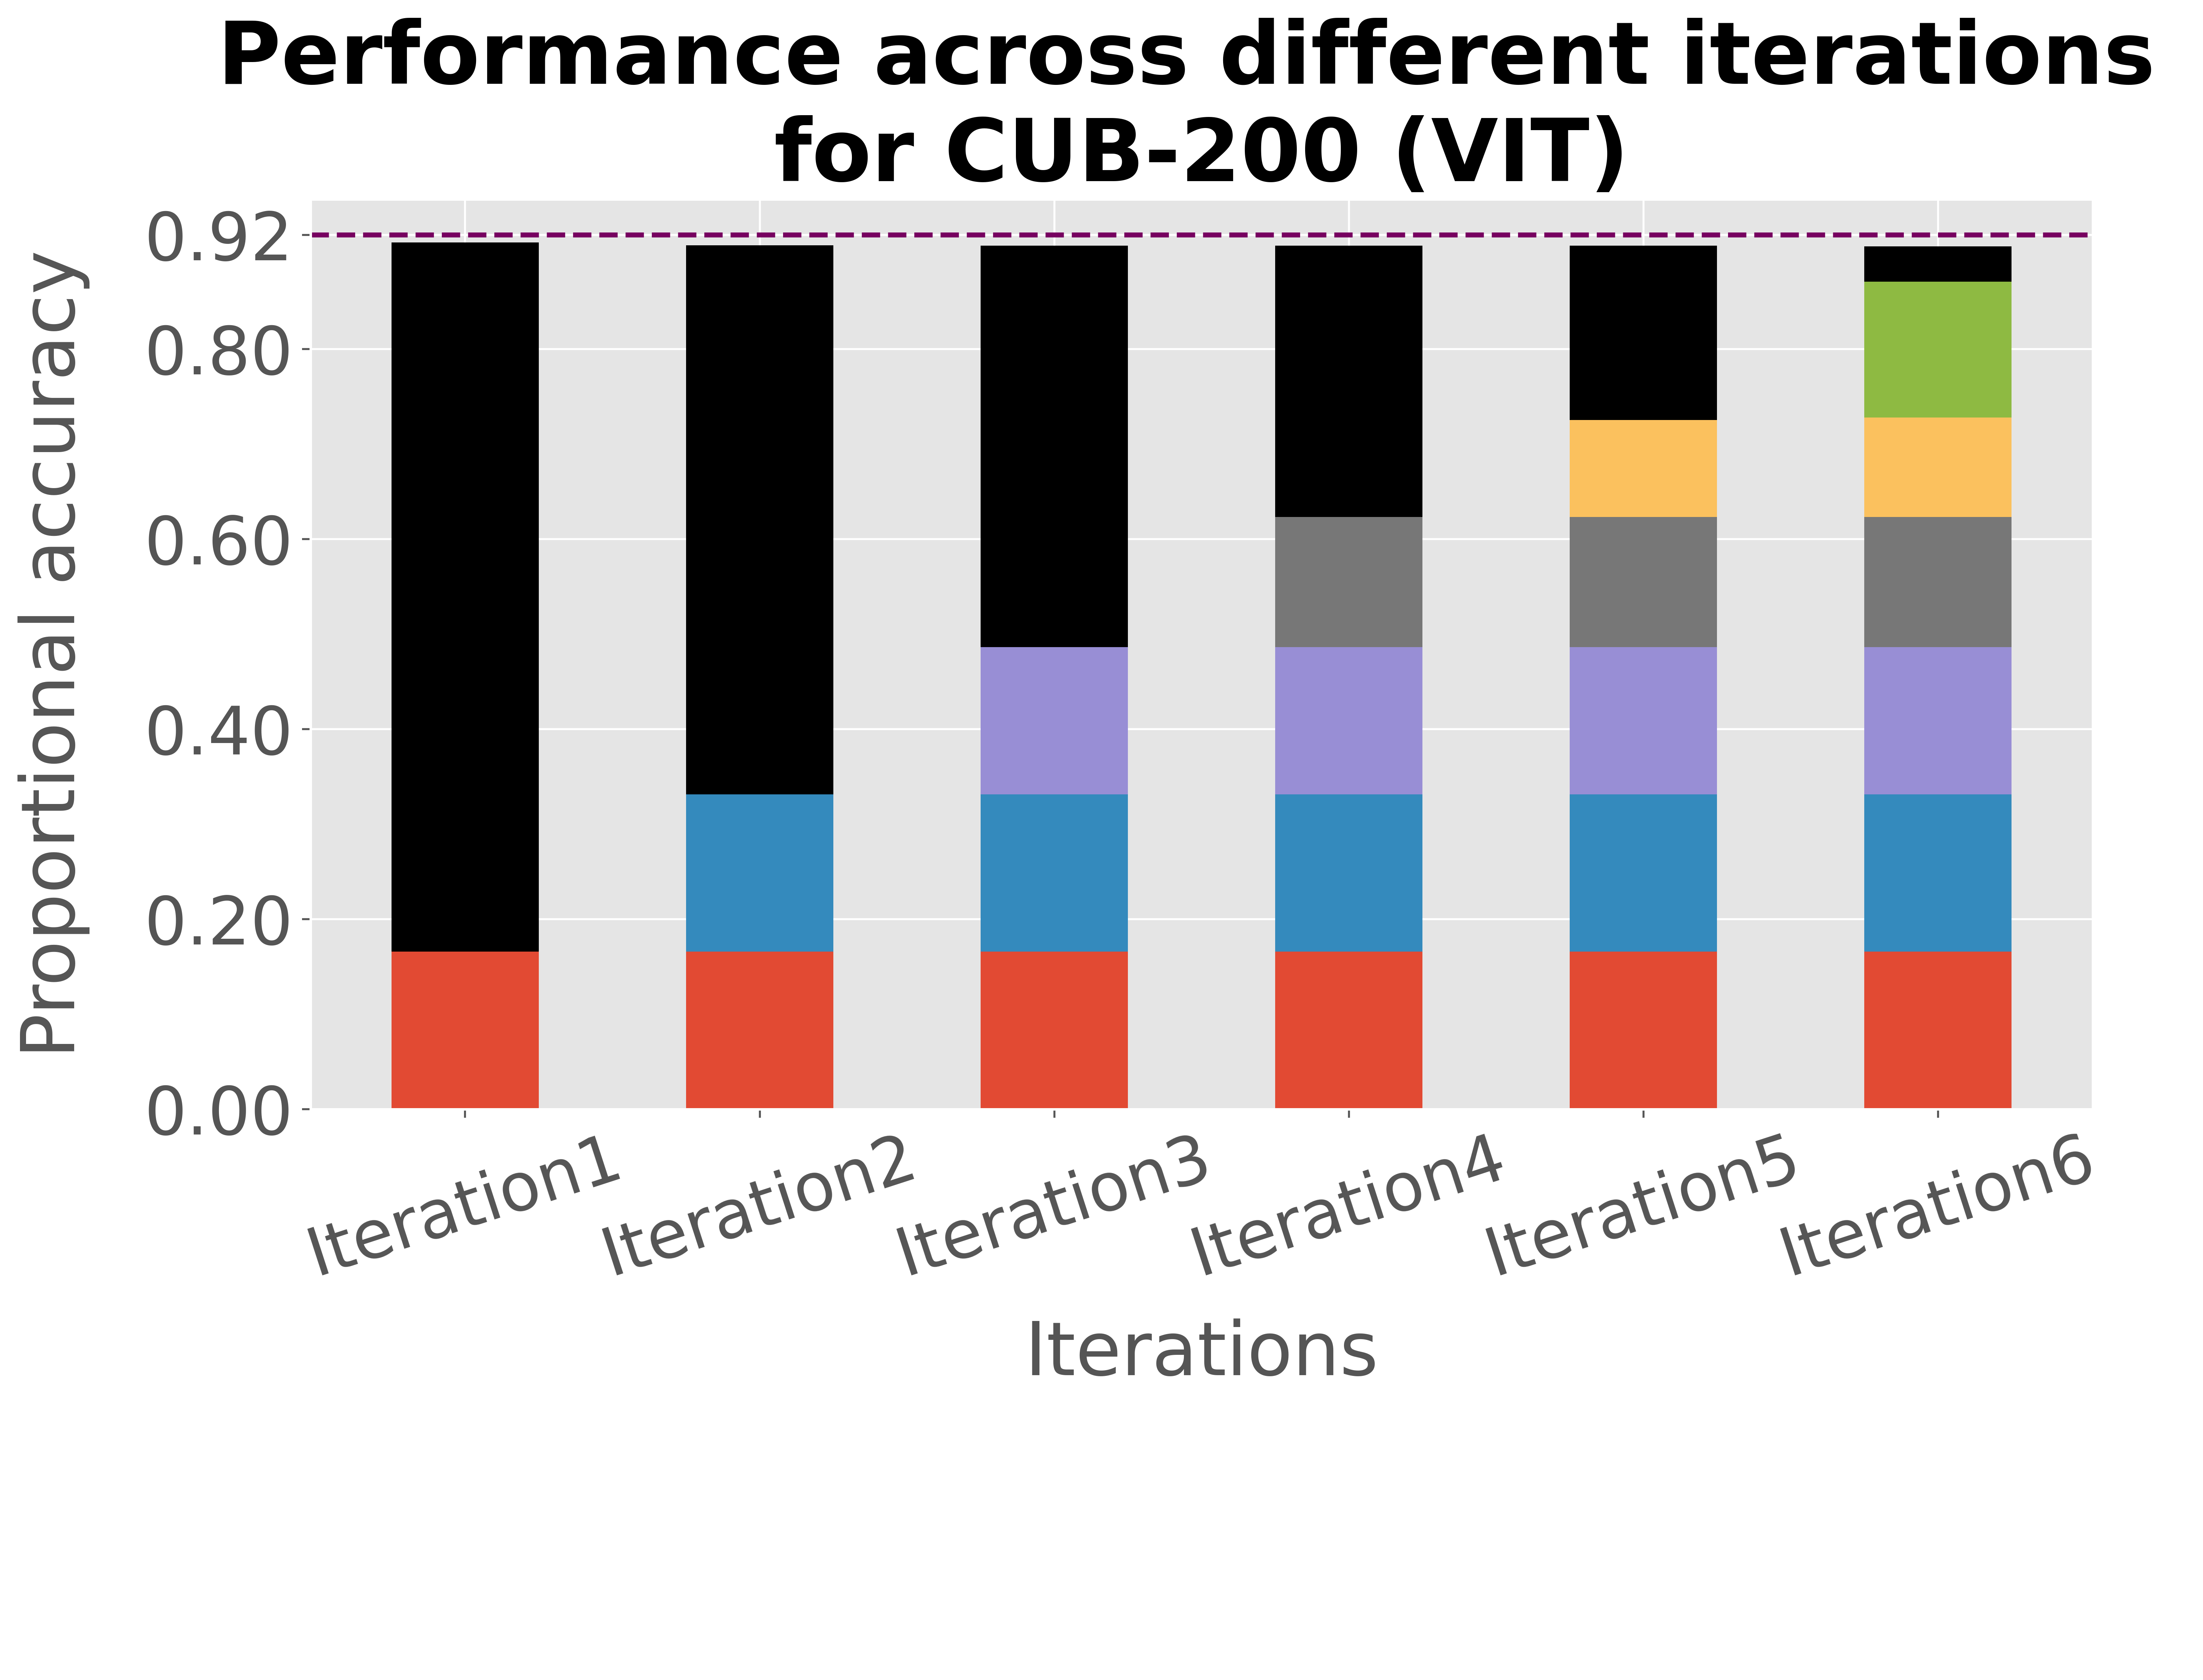 Performance across different iterations
for CUB-200 (VIT)
Proportional accuracy
0.92
0.80
0.60
0.40
0.20
0.00
Iteration1
Iteration2
Iteration3
Iteration4
Iteration5
Iteration6
Iterations